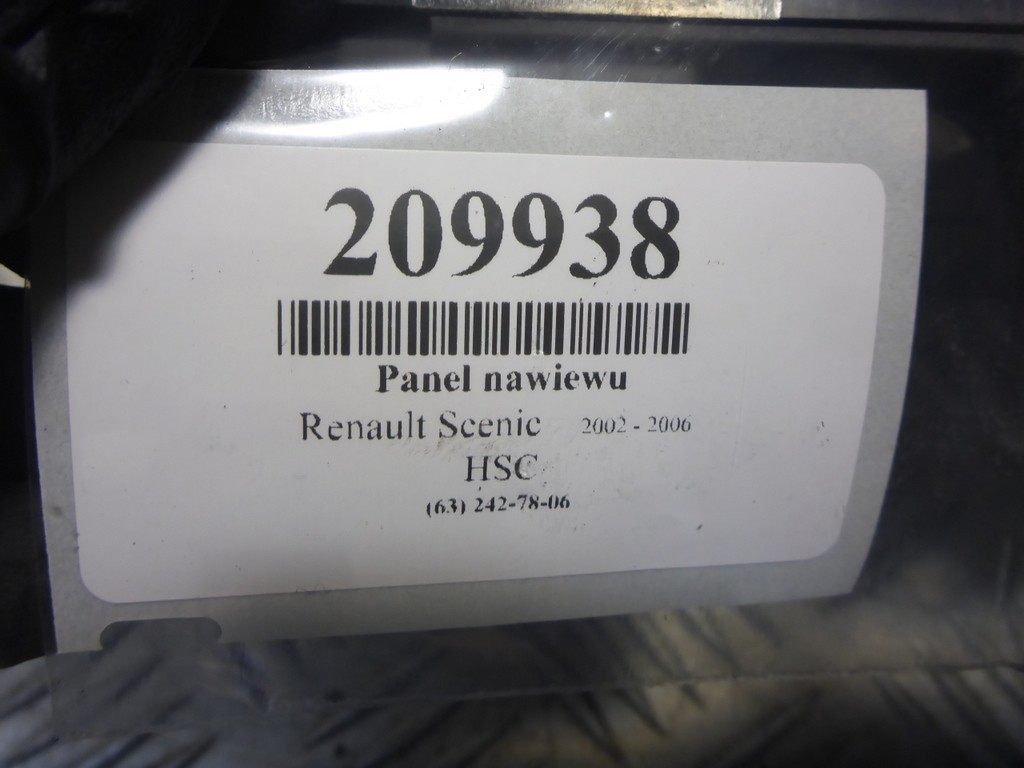 209938
Panel nawiewu
Renault Scenic 2002 - 2006
HSC
(63) 242-78-06